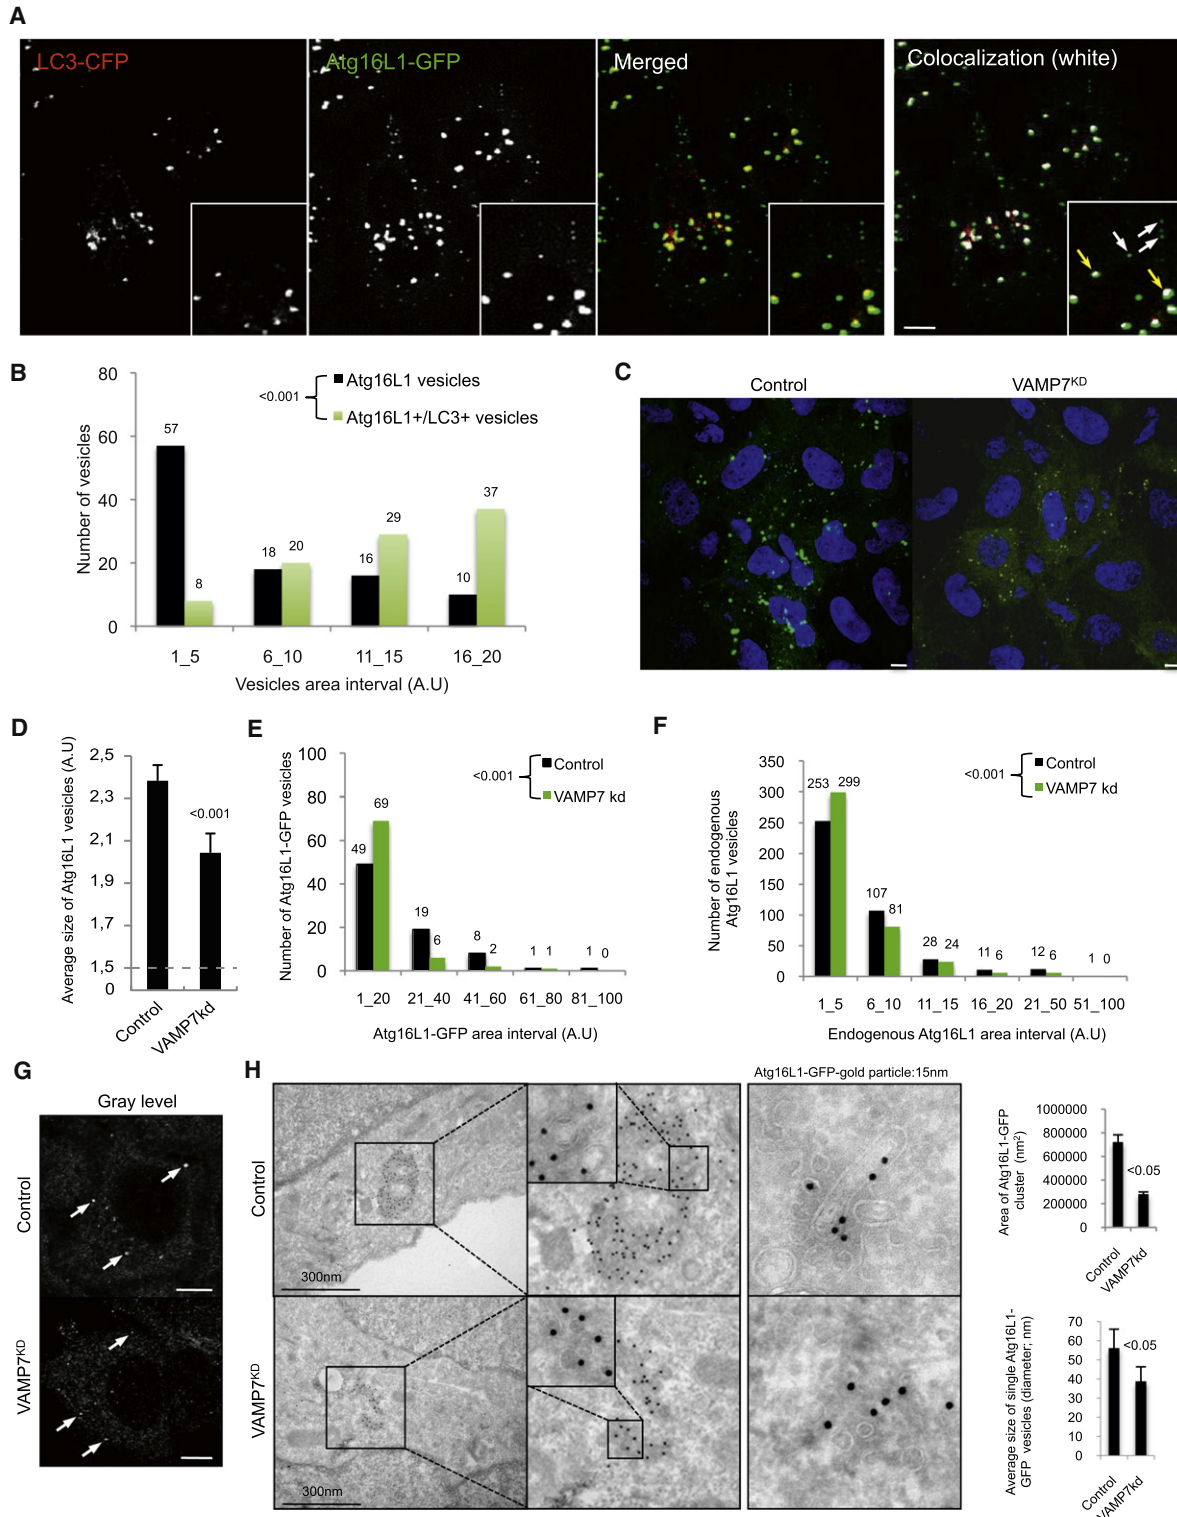 A
LC3-CFP
Atg16L1-GFP
Merged
Colocalization (white)
B
80
60
40
20
0
Number of vesicles
<0.001
Atg16L1 vesicles
Atg16L1+/LC3+ vesicles
57
8
18
20
16
29
10
37
1_5
6_10
11_15
16_20
Vesicles area interval (A.U)
C
Control
VAMP7KD
D
Average size of Atg16L1 vesicles (A.U)
2,5
2,3
2,1
1,9
1,7
1,5
0
<0.001
Control
VAMP7kd
E
Number of Atg16L1-GFP vesicles
100
80
60
40
20
0
<0.001
Control
VAMP7 kd
49
69
19
6
8
2
1
1
1
0
1_20
21_40
41_60
61_80
81_100
Atg16L1-GFP area interval (A.U)
F
Number of endogenous
Atg16L1 vesicles
350
300
250
200
150
100
50
0
<0.001
Control
VAMP7 kd
253
299
107
81
28
24
11
6
12
6
1
0
1_5
6_10
11_15
16_20
21_50
51_100
Endogenous Atg16L1 area interval (A.U)
G
Gray level
Control
VAMP7KD
H
Atg16L1-GFP-gold particle:15nm
Control
300nm
VAMP7KD
300nm
Area of Atg16L1-GFP
cluster (nm2)
1000000
800000
600000
400000
200000
0
<0.05
Control
VAMP7kd
Average size of single Atg16L1-
GFP vesicles (diameter; nm)
70
60
50
40
30
20
10
0
<0.05
Control
VAMP7kd